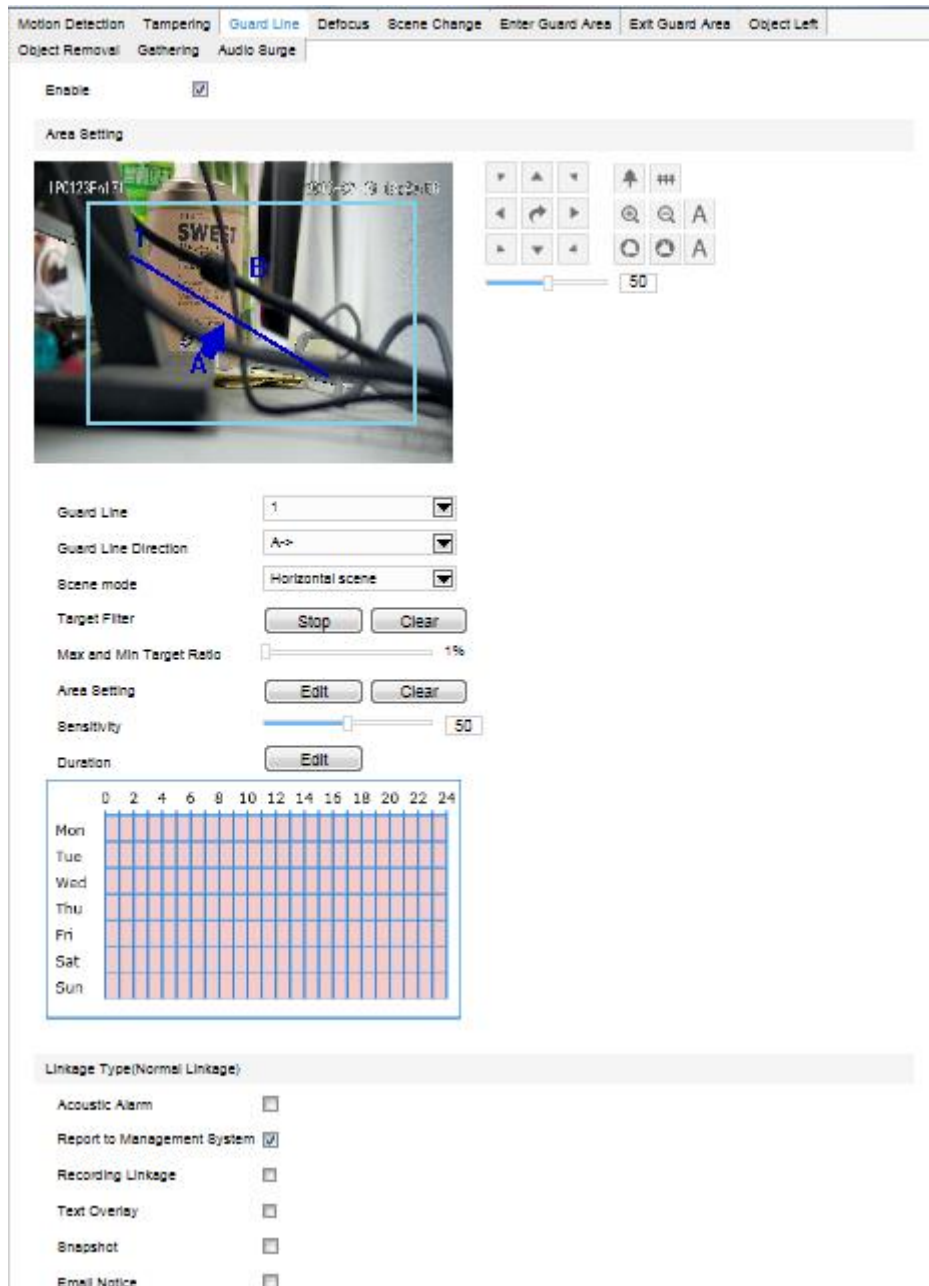 Motion Detection Tampering Guard Line Defocus Scene Change Enter Guard Area Exit Guard Area Object Left
Object Removal Gathering Audio Surge
Enable
Area Setting
IPC123En131
SWEET
1
B
A
A
A
50
Guard Line 1
Guard Line Direction A->
Scene mode Horizontal scene
Target Filter Stop Clear
Max and Min Target Ratio 1%
Area Setting Edit Clear
Sensitivity 50
Duration Edit
0 2 4 6 8 10 12 14 16 18 20 22 24
Mon
Tue
Wed
Thu
Fri
Sat
Sun
Linkage Type(Normal Linkage)
Acoustic Alarm
Report to Management System
Recording Linkage
Text Overlay
Snapshot
Email Notice